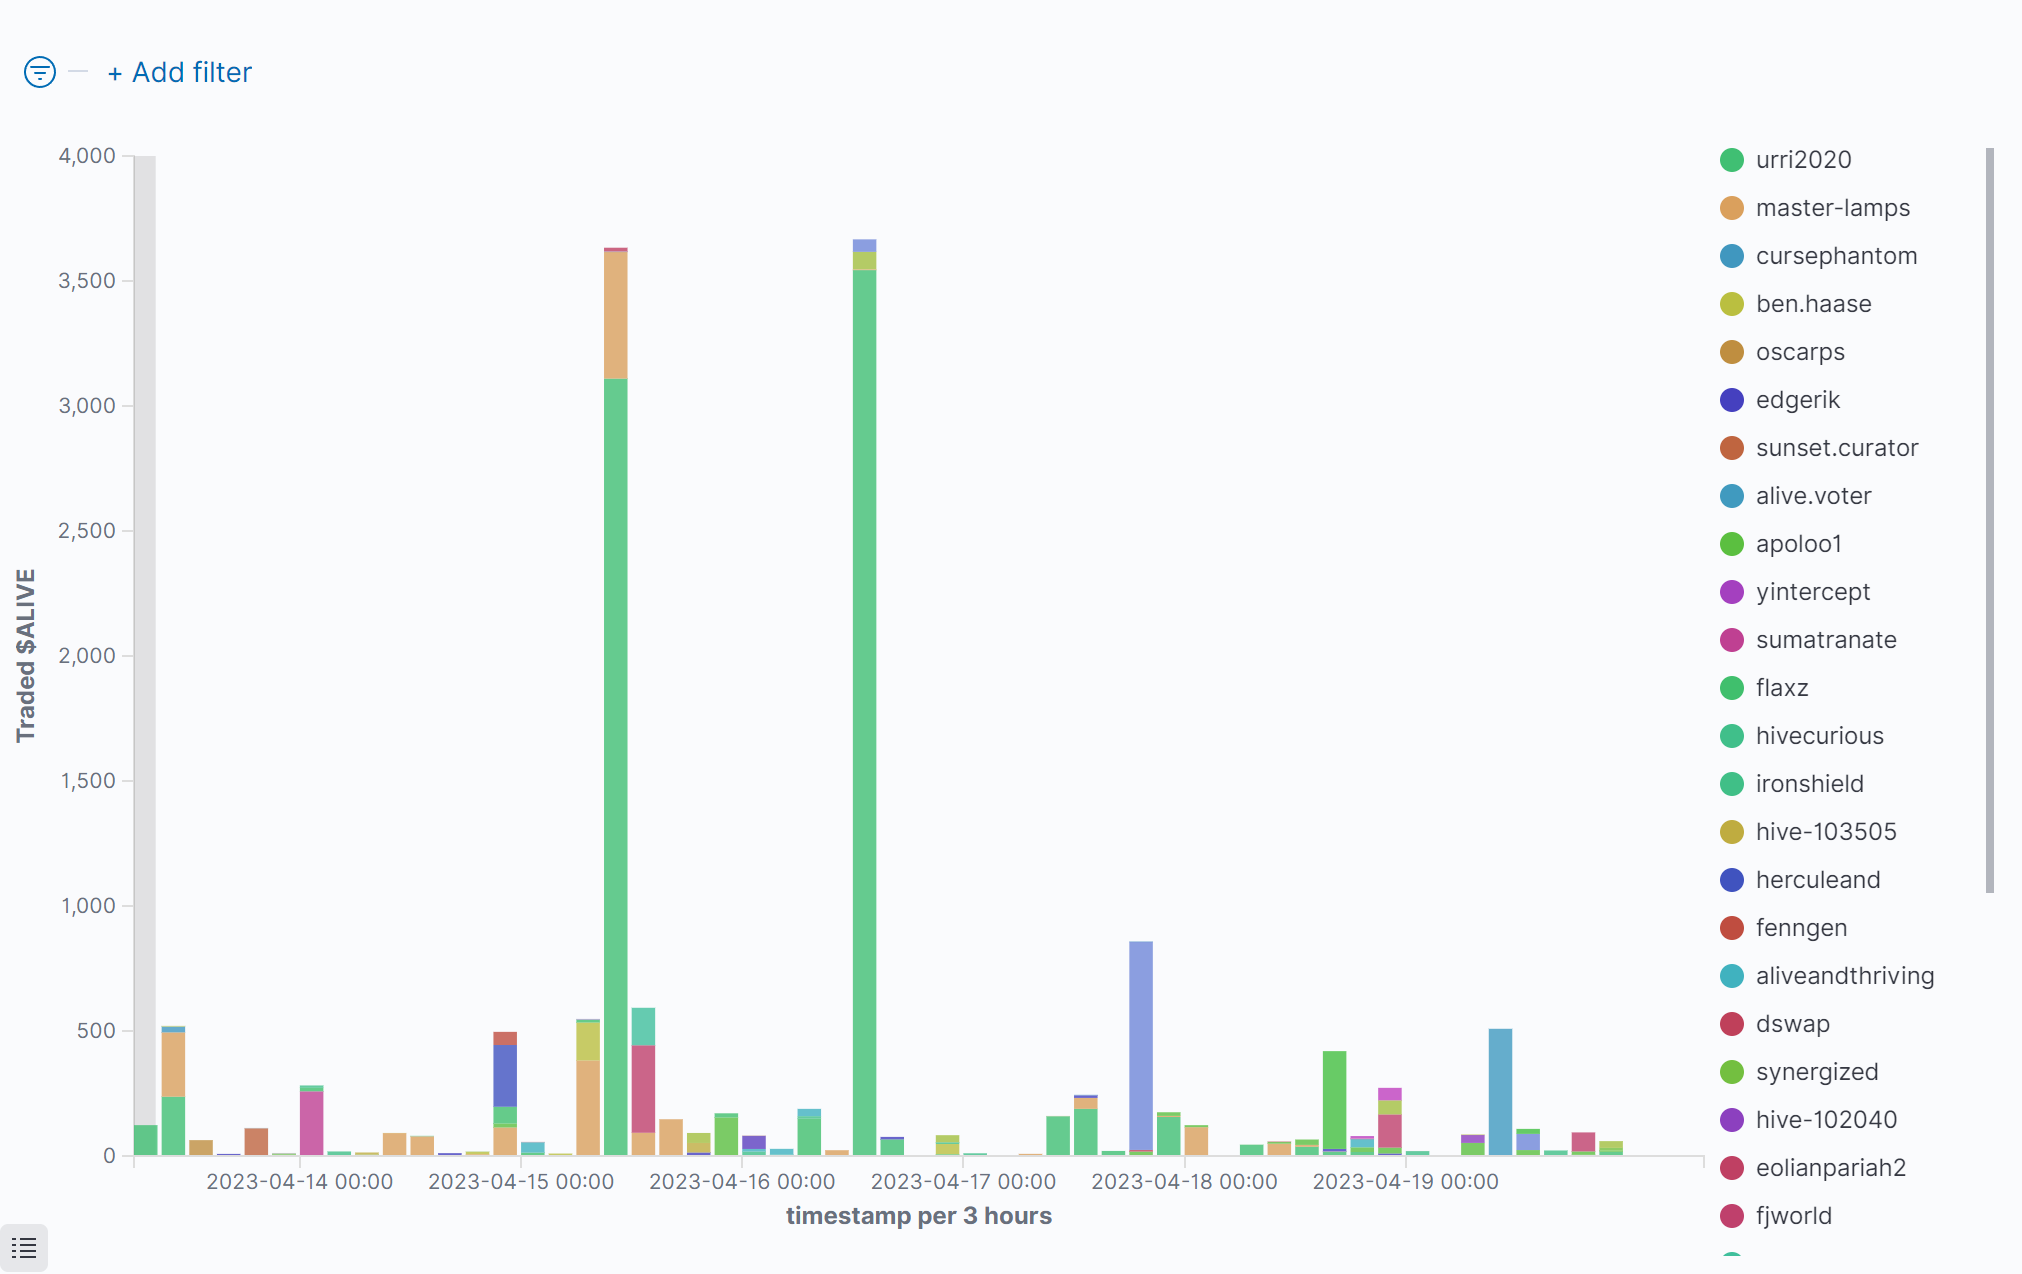 + Add filter
4,000
3,500
3,000
2,500
2,000
1,500
1,000
500
0
Traded $ALIVE
2023-04-14 00:00
2023-04-15 00:00
2023-04-16 00:00
2023-04-17 00:00
2023-04-18 00:00
2023-04-19 00:00
timestamp per 3 hours
urri2020
master-lamps
cursephantom
ben.haase
oscarps
edgerik
sunset.curator
alive.voter
apoloo1
yintercept
sumatranate
flaxz
hivecurious
ironshield
hive-103505
herculeand
fenngen
aliveandthriving
dswap
synergized
hive-102040
eolianpariah2
fjworld